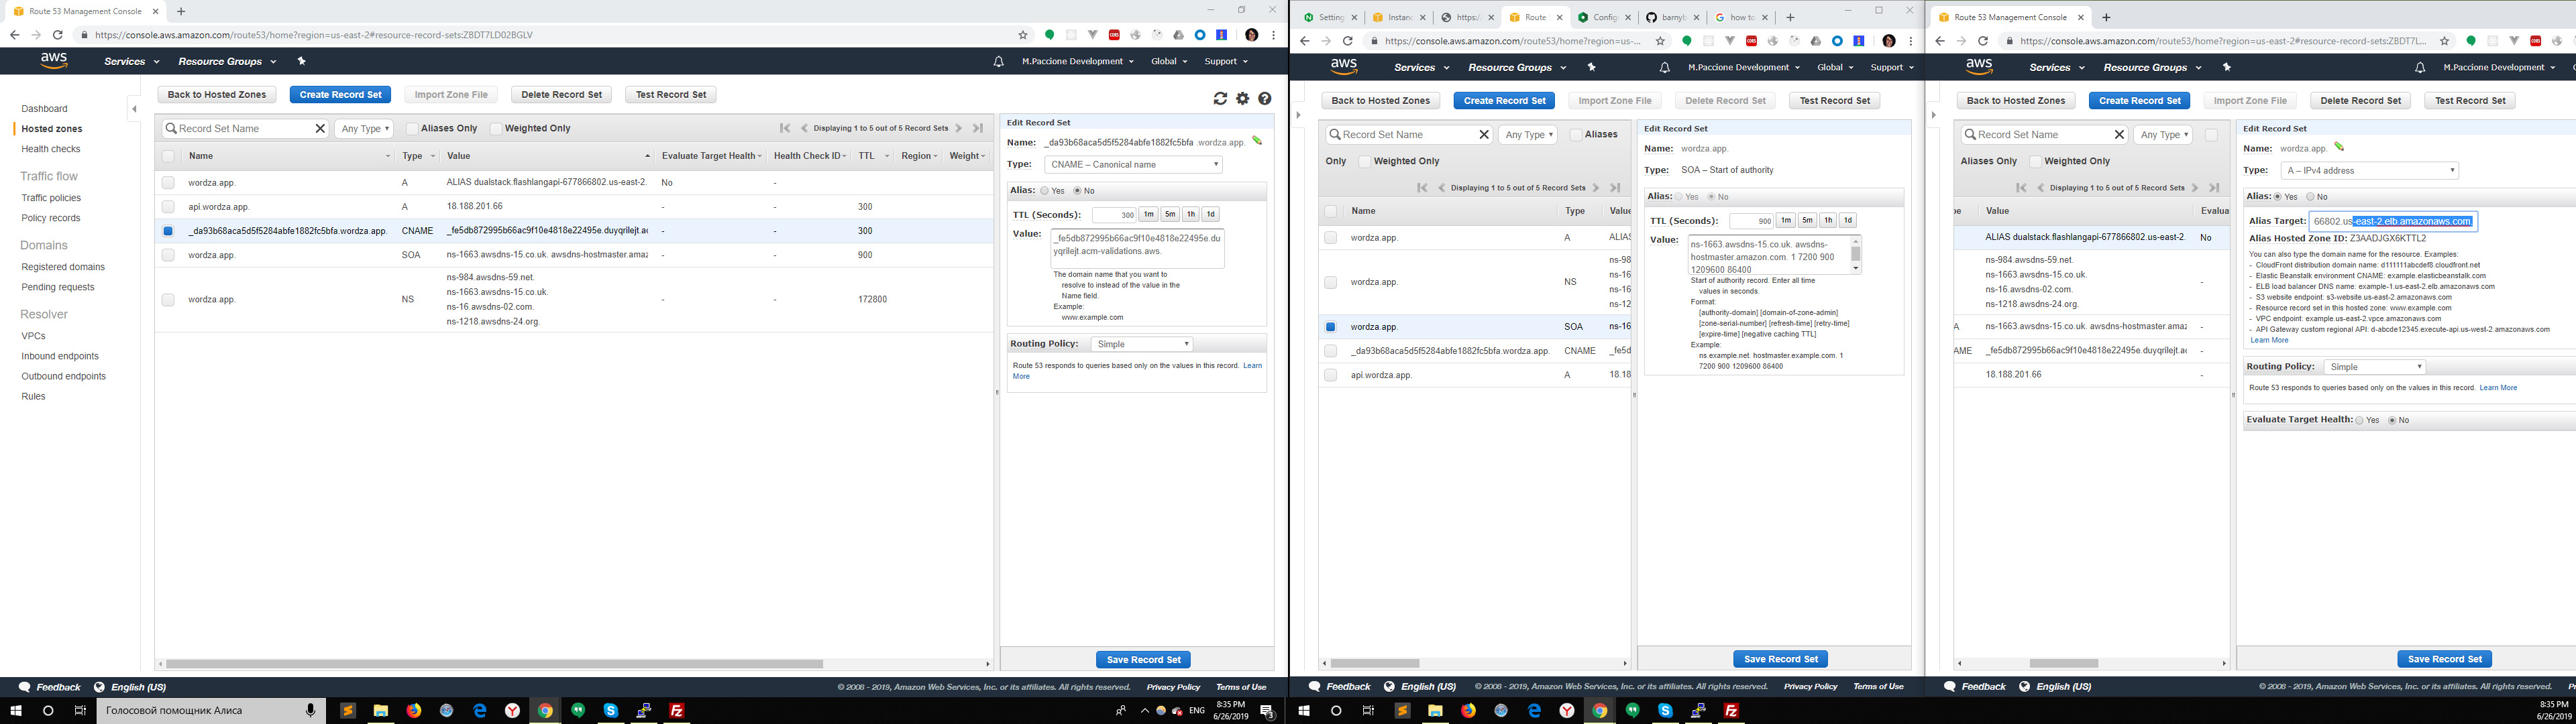 Route 53 Management Console
https://console.aws.amazon.com/route53/home?region=us-east-2#resource-record-sets:ZBDT7LD02BGLV
aws
Services
Resource Groups
M.Paccione Development
Global
Support
Dashboard
Hosted zones
Health checks
Traffic flow
Traffic policies
Policy records
Domains
Registered domains
Pending requests
Resolver
VPCs
Inbound endpoints
Outbound endpoints
Rules
Back to Hosted Zones
Create Record Set
Import Zone File
Delete Record Set
Test Record Set
Record Set Name
Any Type
Aliases Only
Weighted Only
Displaying 1 to 5 out of 5 Record Sets
Name Type Value Evaluate Target Health Health Check ID TTL Region Weight
wordza.app. A ALIAS dualstack.flashlangapi-677866802.us-east-2. No -
api.wordza.app. A 18.188.201.66 - - 300
_da93b68aca5d5f5284abfe1882fc5bfa.wordza.app. CNAME _fe5db872995b66ac9f10e4818e22495e.duyqrilejt.ac - - 300
wordza.app. SOA ns-1663.awsdns-15.co.uk. awsdns-hostmaster.amaz - - 900
wordza.app. NS ns-984.awsdns-59.net.
ns-1663.awsdns-15.co.uk.
ns-16.awsdns-02.com.
ns-1218.awsdns-24.org.
- - 172800
Edit Record Set
Name: _da93b68aca5d5f5284abfe1882fc5bfa .wordza.app.
Type: CNAME – Canonical name
Alias: Yes No
TTL (Seconds): 300 1m 5m 1h 1d
Value: _fe5db872995b66ac9f10e4818e22495e.du
yqrilejt.acm-validations.aws.
The domain name that you want to
resolve to instead of the value in the
Name field.
Example:
www.example.com
Routing Policy: Simple
Route 53 responds to queries based only on the values in this record. Learn
More
Save Record Set
Feedback
English (US)
© 2008 - 2019, Amazon Web Services, Inc. or its affiliates. All rights reserved.
Privacy Policy
Terms of Use
Голосовой помощник Алиса
ENG
8:35 PM
6/26/2019
3
Setting
Instanc
https:/
Route
Config
barnyb
how to
https://console.aws.amazon.com/route53/home?region=us-...
aws
Services
Resource Groups
M.Paccione Development
Global
Support
Back to Hosted Zones
Create Record Set
Import Zone File
Delete Record Set
Test Record Set
Record Set Name
Any Type
Aliases
Only
Weighted Only
Displaying 1 to 5 out of 5 Record Sets
Name Type Value
wordza.app. A ALIAS
wordza.app. NS ns-98
ns-16
ns-16
ns-12
wordza.app. SOA ns-16
_da93b68aca5d5f5284abfe1882fc5bfa.wordza.app. CNAME _fe5d
api.wordza.app. A 18.18
Edit Record Set
Name: wordza.app.
Type: SOA – Start of authority
Alias: Yes No
TTL (Seconds): 900 1m 5m 1h 1d
Value: ns-1663.awsdns-15.co.uk. awsdns-
hostmaster.amazon.com. 1 7200 900
1209600 86400
Start of authority record. Enter all time
values in seconds.
Format:
[authority-domain] [domain-of-zone-admin]
[zone-serial-number] [refresh-time] [retry-time]
[expire-time] [negative caching TTL]
Example:
ns.example.net. hostmaster.example.com. 1
7200 900 1209600 86400
Save Record Set
Feedback
English (US)
© 2008 - 2019, Amazon Web Services, Inc. or its affiliates. All rights reserved.
Privacy Policy
Terms of Use
Route 53 Management Console
https://console.aws.amazon.com/route53/home?region=us-east-2#resource-record-sets:ZBDT7L...
aws
Services
Resource Groups
M.Paccione Development
Back to Hosted Zones
Create Record Set
Import Zone File
Delete Record Set
Test Record Set
Record Set Name
Any Type
Aliases Only
Weighted Only
Displaying 1 to 5 out of 5 Record Sets
pe Value Evalua
ALIAS dualstack.flashlangapi-677866802.us-east-2. No
ns-984.awsdns-59.net.
ns-1663.awsdns-15.co.uk.
ns-16.awsdns-02.com.
ns-1218.awsdns-24.org.
-
A ns-1663.awsdns-15.co.uk. awsdns-hostmaster.amaz -
AME _fe5db872995b66ac9f10e4818e22495e.duyqrilejt.ac -
18.188.201.66 -
Edit Record Set
Name: wordza.app.
Type: A – IPv4 address
Alias: Yes No
Alias Target: 66802.us-east-2.elb.amazonaws.com.
Alias Hosted Zone ID: Z3AADJGX6KTTL2
You can also type the domain name for the resource. Examples:
- CloudFront distribution domain name: d111111abcdef8.cloudfront.net
- Elastic Beanstalk environment CNAME: example.elasticbeanstalk.com
- ELB load balancer DNS name: example-1.us-east-2.elb.amazonaws.com
- S3 website endpoint: s3-website.us-east-2.amazonaws.com
- Resource record set in this hosted zone: www.example.com
- VPC endpoint: example.us-east-2.vpce.amazonaws.com
- API Gateway custom regional API: d-abcde12345.execute-api.us-west-2.amazonaws.com
Learn More
Routing Policy: Simple
Route 53 responds to queries based only on the values in this record. Learn More
Evaluate Target Health: Yes No
Save Record Set
Feedback
English (US)
© 2008 - 2019, Amazon Web Services, Inc. or its affiliates. All rights reserved.
8:35 PM
6/26/2019